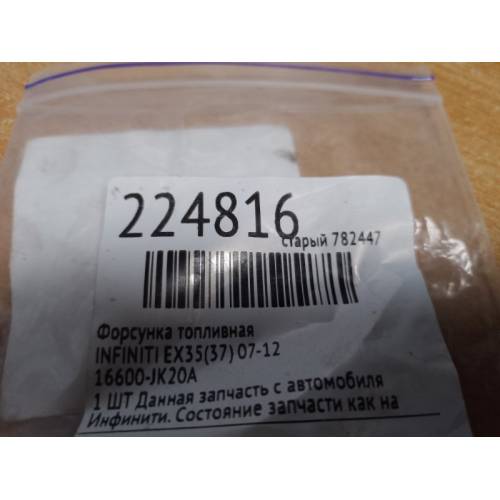 224816
старый 782447
Форсунка топливная
INFINITI EX35(37) 07-12
16600-JK20A
1 ШТ Данная запчасть с автомобиля
Инфинити. Состояние запчасти как на